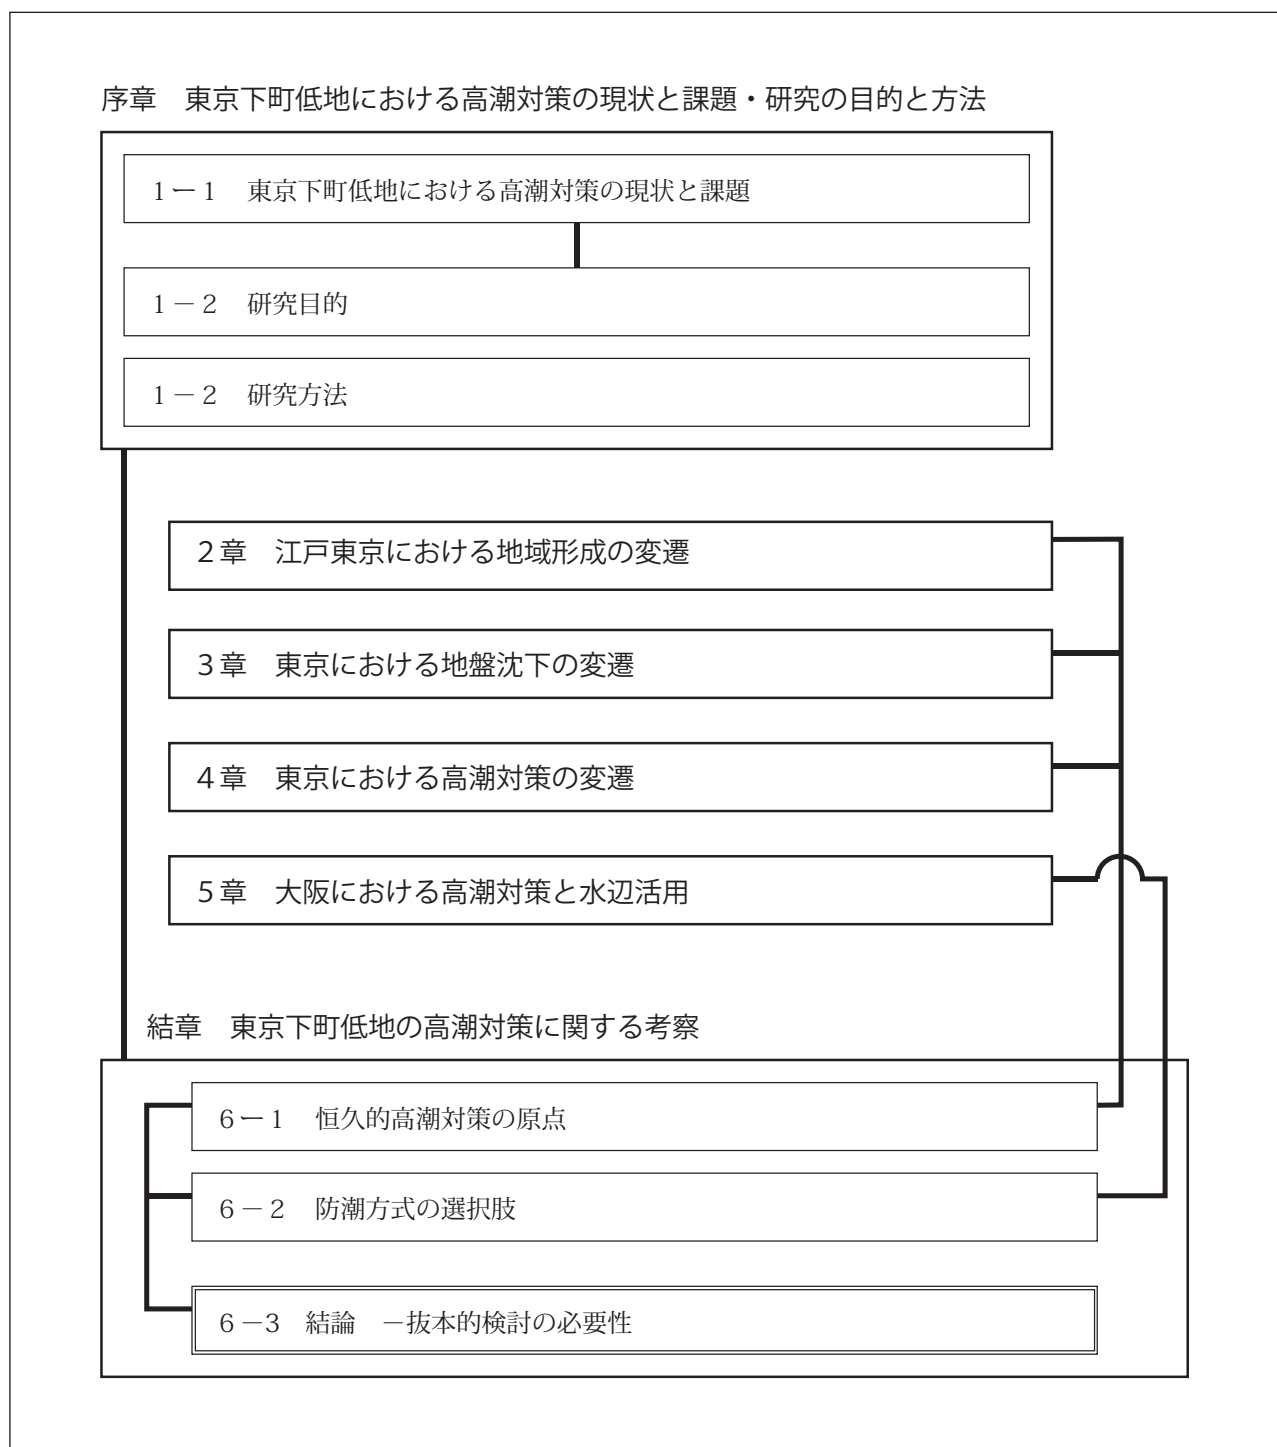 序章　東京下町低地における高潮対策の現状と課題・研究の目的と方法
1ー1　東京下町低地における高潮対策の現状と課題
1－2　研究目的
1－2　研究方法
２章　江戸東京における地域形成の変遷
３章　東京における地盤沈下の変遷
４章　東京における高潮対策の変遷
５章　大阪における高潮対策と水辺活用
結章　東京下町低地の高潮対策に関する考察
6ー1　恒久的高潮対策の原点
6－2　防潮方式の選択肢
6－3　結論　－抜本的検討の必要性